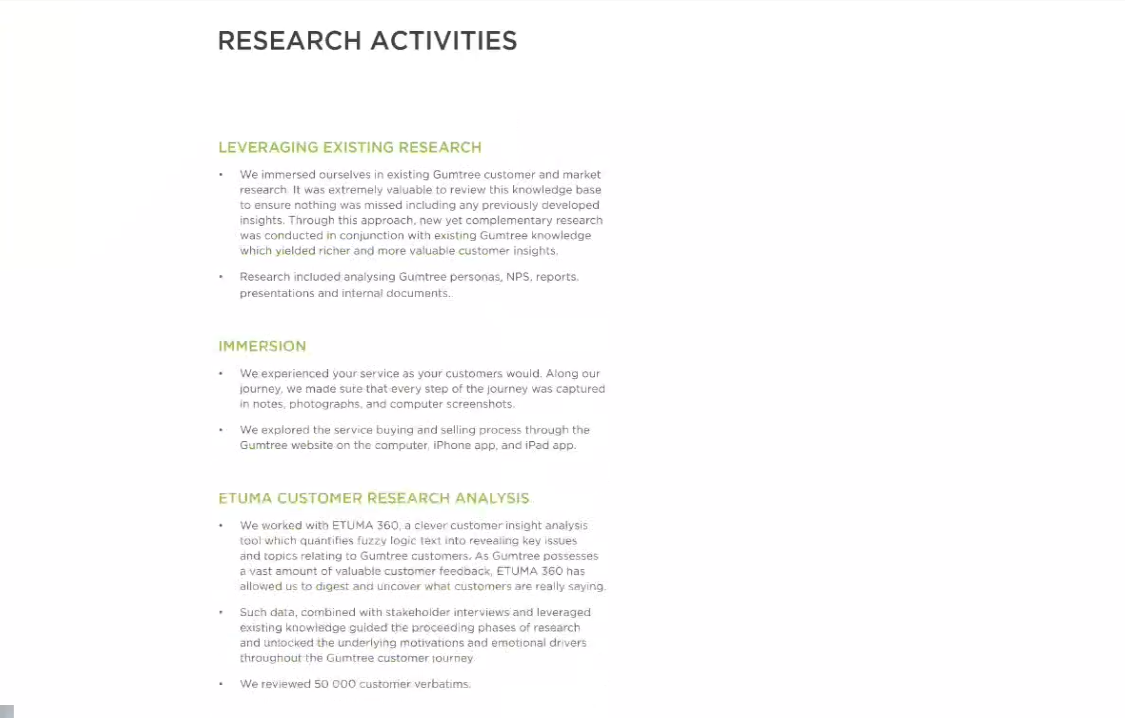 RESEARCH ACTIVITIES
LEVERAGING EXISTING RESEARCH
• We immersed ourselves in existing Gumtree customer and market
research. It was extremely valuable to review this knowledge base
to ensure nothing was missed including any previously developed
insights. Through this approach, new yet complementary research
was conducted in conjunction with existing Gumtree knowledge
which yielded richer and more valuable customer insights.
• Research included analysing Gumtree personas, NPS, reports,
presentations and internal documents.
IMMERSION
• We experienced your service as your customers would. Along our
journey, we made sure that every step of the journey was captured
in notes, photographs, and computer screenshots.
• We explored the service buying and selling process through the
Gumtree website on the computer, iPhone app, and iPad app.
ETUMA CUSTOMER RESEARCH ANALYSIS
• We worked with ETUMA 360, a clever customer insight analysis
tool which quantifies fuzzy logic text into revealing key issues
and topics relating to Gumtree customers. As Gumtree possesses
a vast amount of valuable customer feedback, ETUMA 360 has
allowed us to digest and uncover what customers are really saying.
• Such data, combined with stakeholder interviews and leveraged
existing knowledge guided the proceeding phases of research
and unlocked the underlying motivations and emotional drivers
throughout the Gumtree customer journey
• We reviewed 50 000 customer verbatims.